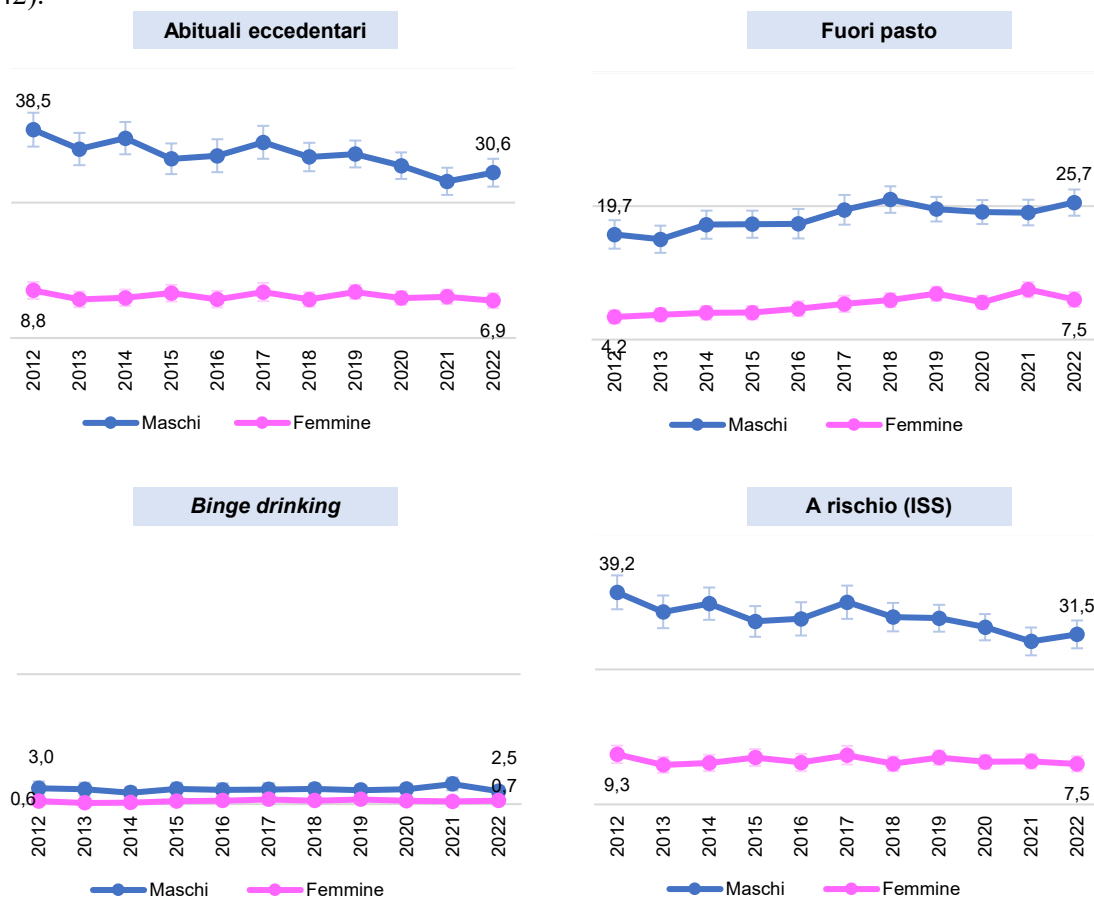 42).
Abituali eccedentari
38,5
30,6
8,8
6,9
2012 2013 2014 2015 2016 2017 2018 2019 2020 2021 2022
Maschi Femmine
Fuori pasto
19,7
25,7
4,2
7,5
2012 2013 2014 2015 2016 2017 2018 2019 2020 2021 2022
Maschi Femmine
Binge drinking
3,0
2,5
0,6
0,7
2012 2013 2014 2015 2016 2017 2018 2019 2020 2021 2022
Maschi Femmine
A rischio (ISS)
39,2
31,5
9,3
7,5
2012 2013 2014 2015 2016 2017 2018 2019 2020 2021 2022
Maschi Femmine